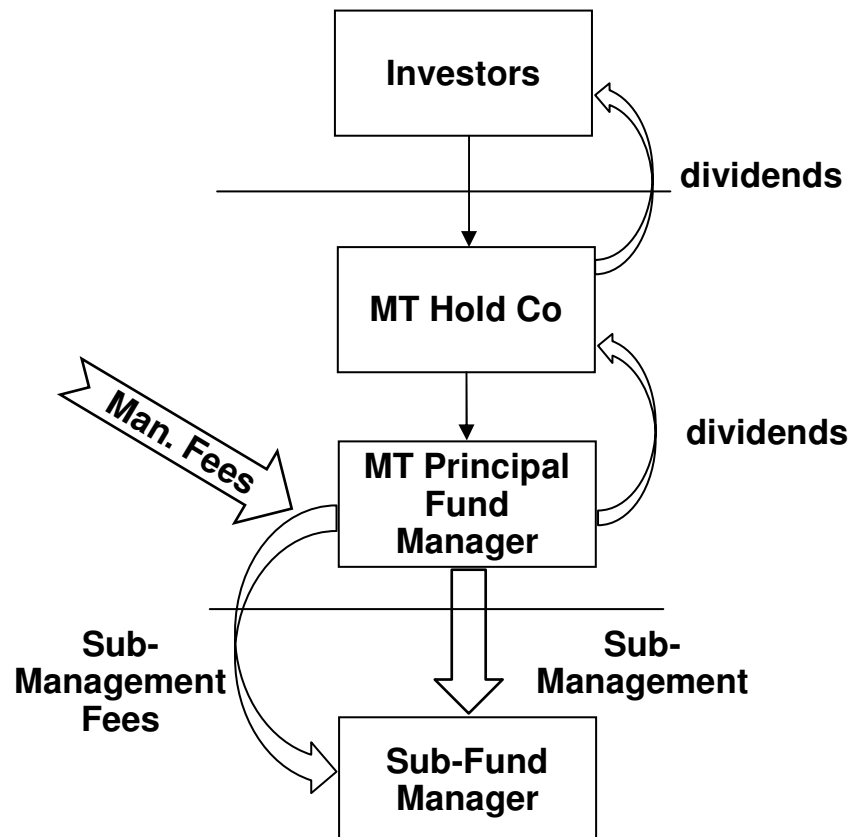 Investors
dividends
MT Hold Co
Man. Fees
dividends
MT Principal
Fund
Manager
Sub-
Management
Fees
Sub-
Management
Sub-Fund
Manager